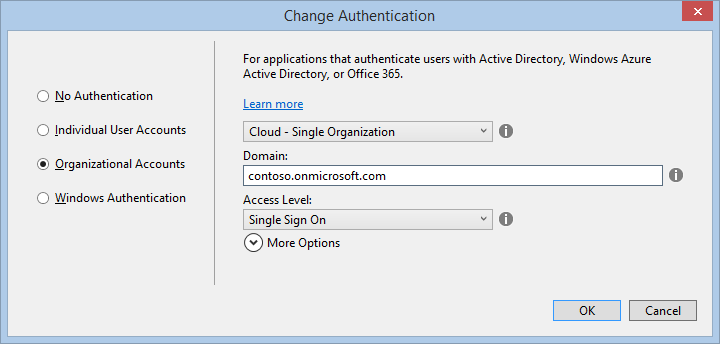 Change Authentication
No Authentication
Individual User Accounts
Organizational Accounts
Windows Authentication
For applications that authenticate users with Active Directory, Windows Azure
Active Directory, or Office 365.
Learn more
Cloud - Single Organization
Domain:
contoso.onmicrosoft.com
Access Level:
Single Sign On
More Options
OK
Cancel